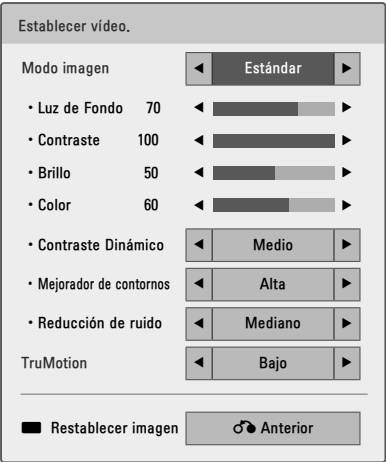 Establecer vídeo.
Modo imagen Estándar
• Luz de Fondo 70
• Contraste 100
• Brillo 50
• Color 60
• Contraste Dinámico Medio
• Mejorador de contornos Alta
• Reducción de ruido Mediano
TruMotion Bajo
Restablecer imagen Anterior